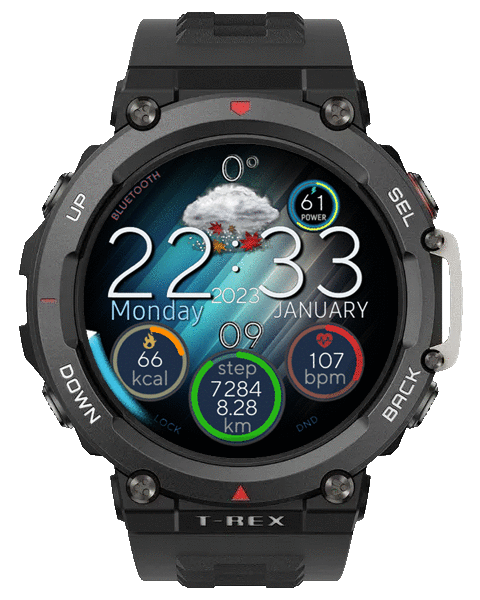 0°
BLUETOOTH
61
POWER
UP
SEL
22:33
2023
Monday
JANUARY
09
66
kcal
step
7284
8.28
km
107
bpm
LOCK
DND
DOWN
BACK
T-REX